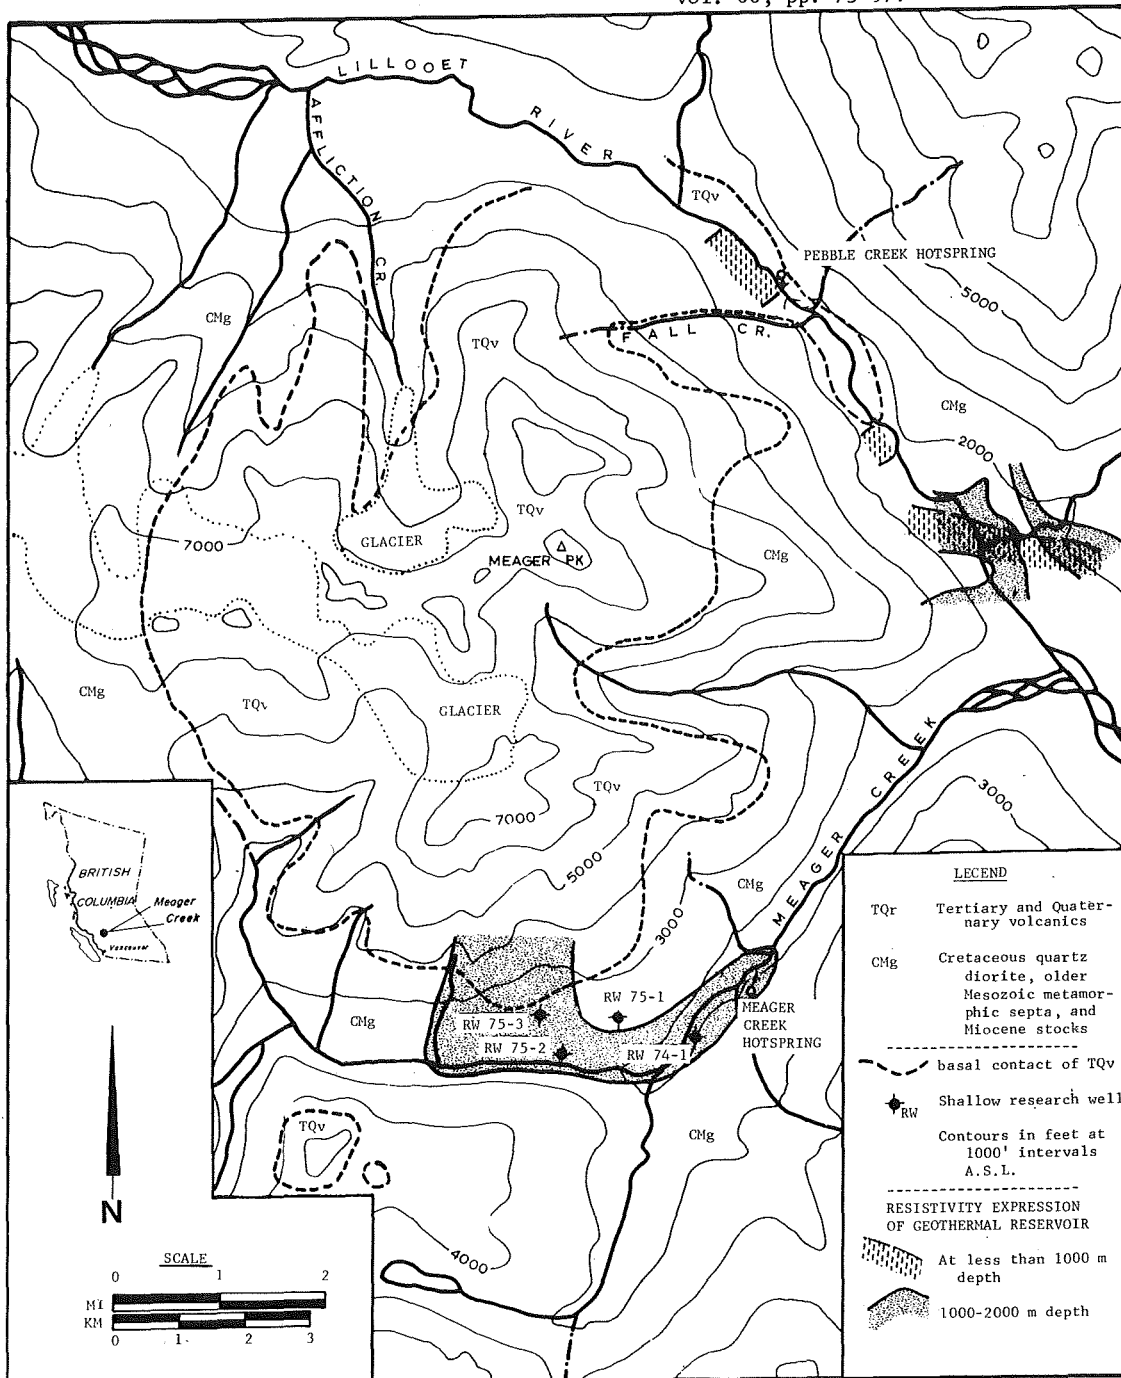 LILLOOET
RIVER
AFFLICTION
CR
TQv
PEBBLE CREEK HOTSPRING
5000
CMg
TQv
FALL CR.
CMg
2000
TQv
7000
GLACIER
MEAGER PK
CMg
CMg
TQv
GLACIER
MEAGER CREEK
TQv
3000
7000
5000
CMg
3000
BRITISH
COLUMBIA
Meager
Creek
Vancouver
RW 75-1
RW 75-3
RW 75-2
RW 74-1
CMg
MEAGER
CREEK
HOTSPRING
TQv
CMg
4000
N
SCALE
0 1 2
MI
KM
0 1 2 3
LEGEND
TQr Tertiary and Quater-
nary volcanics
CMg Cretaceous quartz
diorite, older
Mesozoic metamor-
phic septa, and
Miocene stocks
basal contact of TQv
RW Shallow research well
Contours in feet at
1000' intervals
A.S.L.
RESISTIVITY EXPRESSION
OF GEOTHERMAL RESERVOIR
At less than 1000 m
depth
1000-2000 m depth